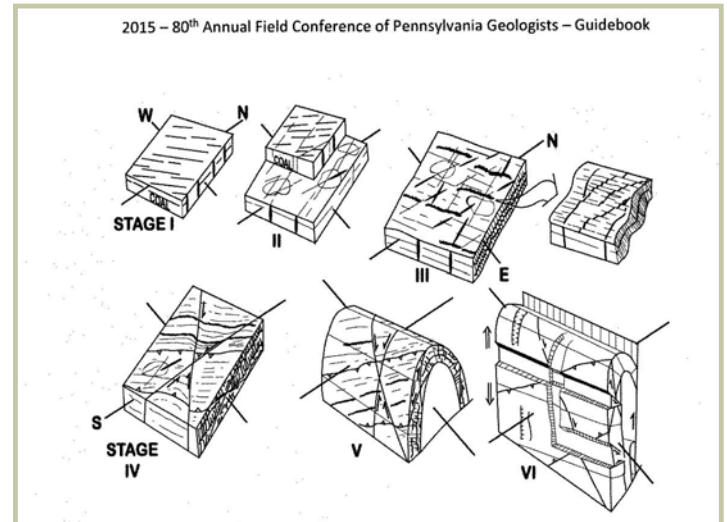 2015 – 80th Annual Field Conference of Pennsylvania Geologists – Guidebook
W N
COAL COAL N
STAGE I
II
III E
S
STAGE
IV
V
VI